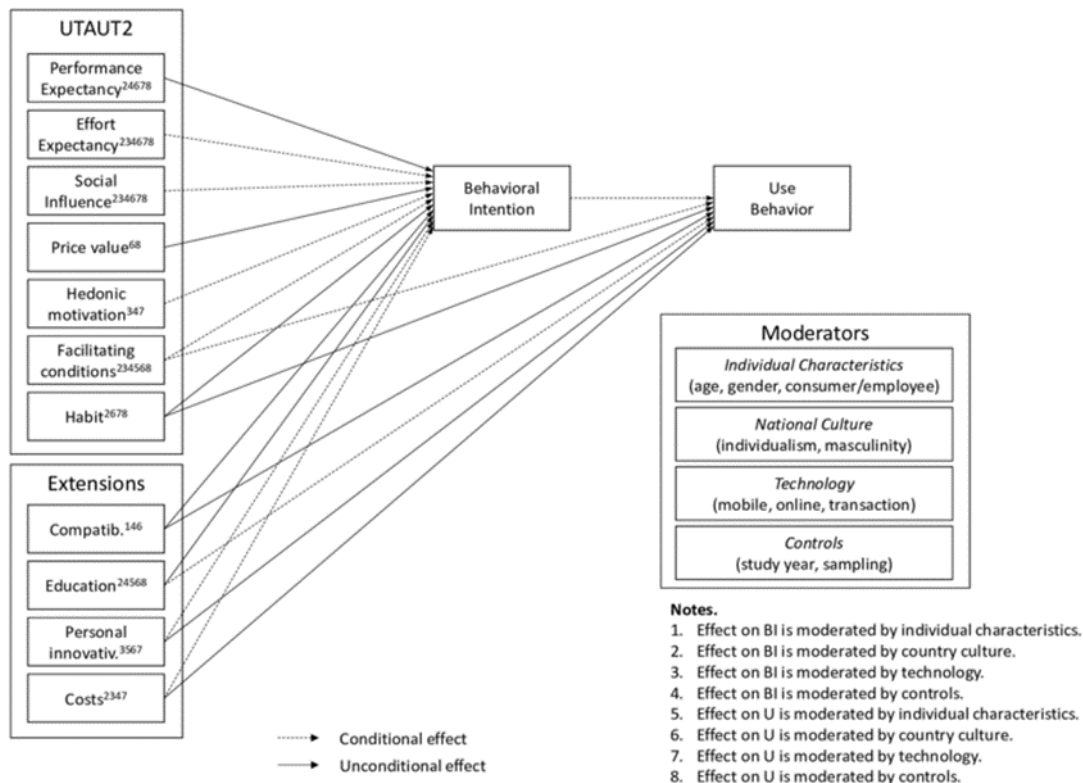 UTAUT2
Performance
Expectancy²⁴⁶⁷⁸
Effort
Expectancy²³⁴⁶⁷⁸
Social
Influence²³⁴⁶⁷⁸
Price value⁶⁸
Hedonic
motivation³⁴⁷
Facilitating
conditions²³⁴⁵⁶⁸
Habit²⁶⁷⁸
Extensions
Compatib.¹⁴⁶
Education²⁴⁵⁶⁸
Personal
innovativ.³⁵⁶⁷
Costs²³⁴⁷
Behavioral
Intention
Use
Behavior
Moderators
Individual Characteristics
(age, gender, consumer/employee)
National Culture
(individualism, masculinity)
Technology
(mobile, online, transaction)
Controls
(study year, sampling)
Notes.
1. Effect on BI is moderated by individual characteristics.
2. Effect on BI is moderated by country culture.
3. Effect on BI is moderated by technology.
4. Effect on BI is moderated by controls.
5. Effect on U is moderated by individual characteristics.
6. Effect on U is moderated by country culture.
7. Effect on U is moderated by technology.
8. Effect on U is moderated by controls.
Conditional effect
Unconditional effect